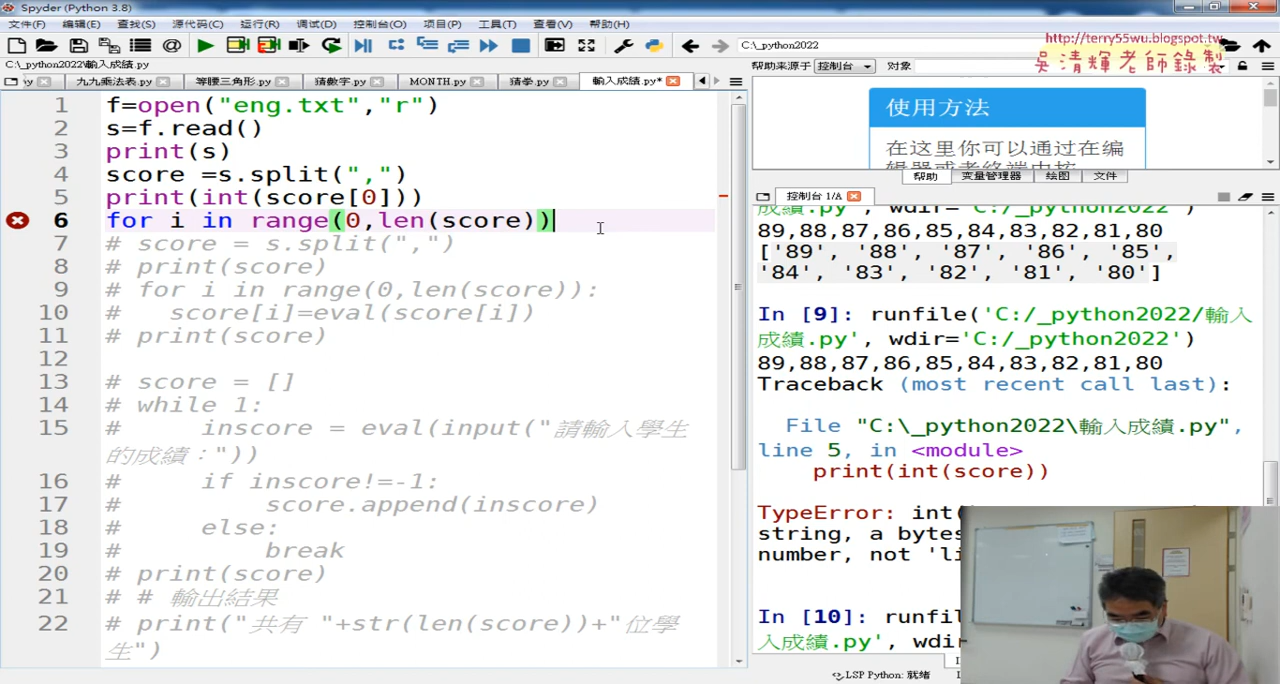 Spyder (Python 3.8)
文件(F) 编辑(E) 查找(S) 源代码(C) 运行(R) 调试(D) 控制台(O) 项目(P) 工具(T) 查看(V) 帮助(H)
C:\_python2022
http://terry55wu.blogspot.tw
吳清輝老師錄製
C:\_python2022\輸入成績.py
帮助来源于 控制台 对象
九九乘法表.py 等腰三角形.py 猜數字.py MONTH.py 猜拳.py 輸入成績.py*
1 f=open("eng.txt","r")
2 s=f.read()
3 print(s)
4 score =s.split(",")
5 print(int(score[0]))
6 for i in range(0,len(score))
7 # score = s.split(",")
8 # print(score)
9 # for i in range(0,len(score)):
10 #   score[i]=eval(score[i])
11 # print(score)
12
13 # score = []
14 # while 1:
15 #     inscore = eval(input("請輸入學生
的成績："))
16 #     if inscore!=-1:
17 #         score.append(inscore)
18 #     else:
19 #         break
20 # print(score)
21 # # 輸出結果
22 # print("共有 "+str(len(score))+"位學
生")
使用方法
在这里你可以通过在编
帮助 变量管理器 绘图 文件
控制台 1/A
成績.py', wdir='C:/_python2022')
89,88,87,86,85,84,83,82,81,80
['89', '88', '87', '86', '85',
'84', '83', '82', '81', '80']
In [9]: runfile('C:/_python2022/輸入
成績.py', wdir='C:/_python2022')
89,88,87,86,85,84,83,82,81,80
Traceback (most recent call last):
File "C:\_python2022\輸入成績.py",
line 5, in <module>
print(int(score))
TypeError: int(
string, a bytes
number, not 'li
In [10]: runfi
入成績.py', wdi
LSP Python: 就绪